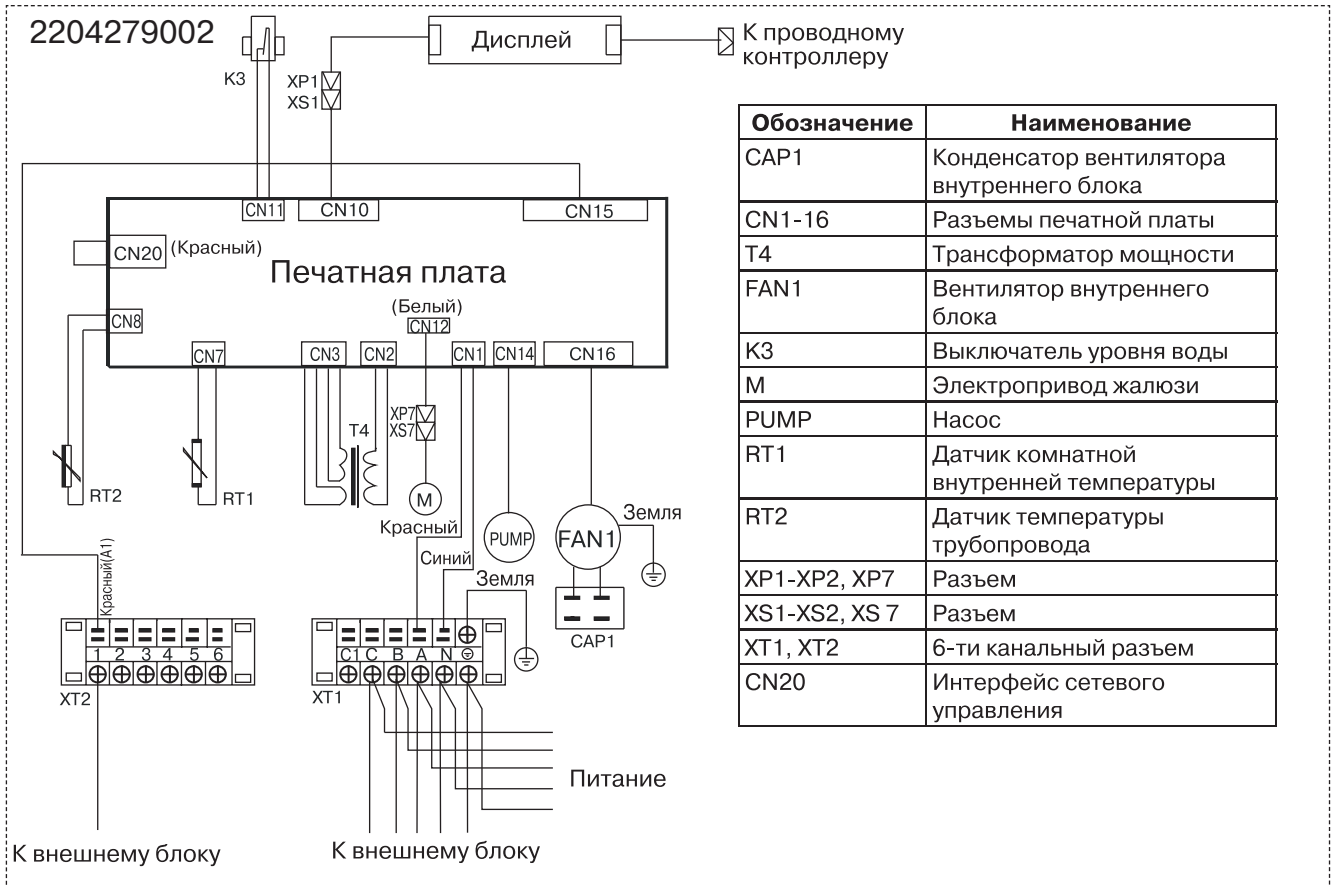 2204279002
K3
XP1
XS1
Дисплей
К проводному
контроллеру
CN11
CN10
CN15
CN20
(Красный)
Печатная плата
(Белый)
CN12
CN8
CN7
CN3
CN2
CN1
CN14
CN16
XP7
XS7
T4
RT2
RT1
M
Красный
PUMP
FAN1
Земля
Синий
Земля
Красный(А1)
CAP1
1 2 3 4 5 6
XT2
C1 C B A N
XT1
Питание
К внешнему блоку
К внешнему блоку
Обозначение Наименование
CAP1 Конденсатор вентилятора
внутреннего блока
CN1-16 Разъемы печатной платы
T4 Трансформатор мощности
FAN1 Вентилятор внутреннего
блока
K3 Выключатель уровня воды
M Электропривод жалюзи
PUMP Насос
RT1 Датчик комнатной
внутренней температуры
RT2 Датчик температуры
трубопровода
XP1-XP2, XP7 Разъем
XS1-XS2, XS 7 Разъем
XT1, XT2 6-ти канальный разъем
CN20 Интерфейс сетевого
управления